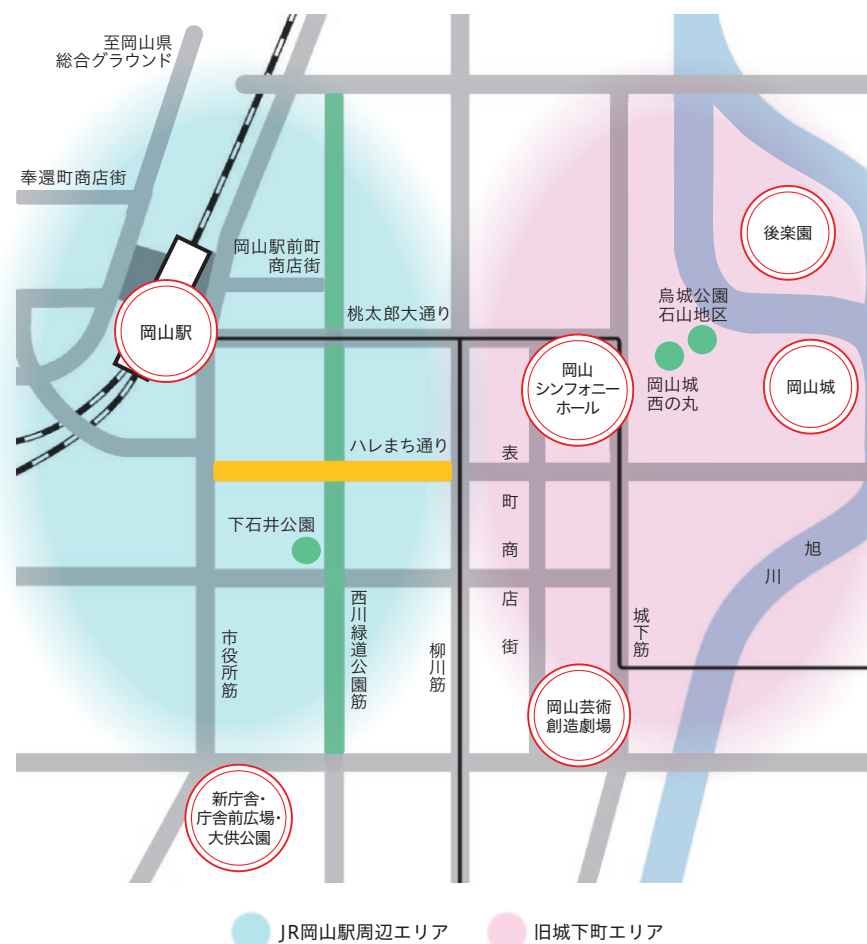 至岡山県
総合グラウンド
奉還町商店街
岡山駅前町
商店街
後楽園
烏城公園
石山地区
桃太郎大通り
岡山駅
岡山
シンフォニー
ホール
岡山城
西の丸
岡山城
ハレまち通り
表町商店街
下石井公園
旭川
市役所筋
西川緑道公園筋
柳川筋
城下筋
岡山芸術
創造劇場
新庁舎・
庁舎前広場・
大供公園
JR岡山駅周辺エリア
旧城下町エリア